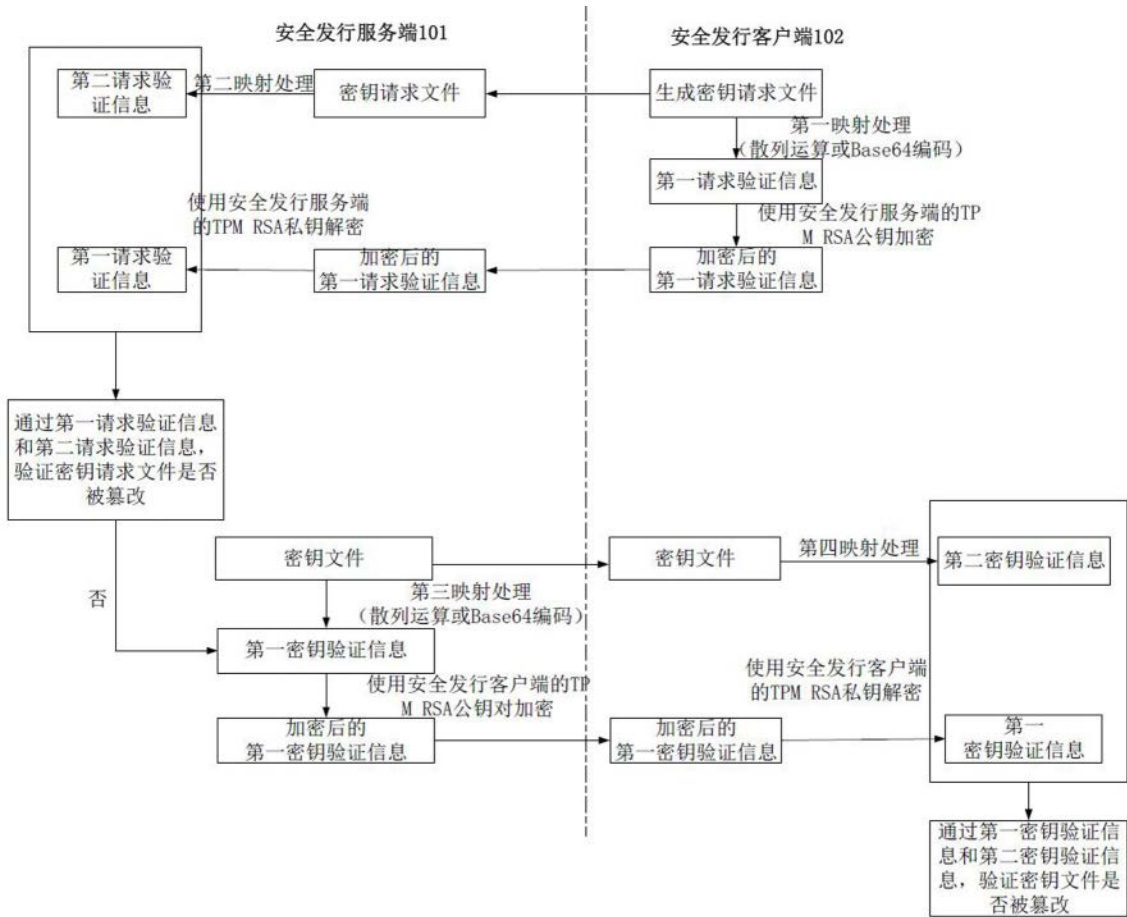 安全发行服务端101
安全发行客户端102
第二请求验
证信息
第二映射处理
密钥请求文件
生成密钥请求文件
第一映射处理
（散列运算或Base64编码）
第一请求验证信息
使用安全发行服务端
的TPM RSA私钥解密
使用安全发行服务端的TP
M RSA公钥加密
第一请求验
证信息
加密后的
第一请求验证信息
加密后的
第一请求验证信息
通过第一请求验证信息
和第二请求验证信息，
验证密钥请求文件是否
被篡改
否
密钥文件
密钥文件
第四映射处理
第二密钥验证信息
第三映射处理
（散列运算或Base64编码）
第一密钥验证信息
使用安全发行客户端的TP
M RSA公钥对加密
使用安全发行客户端
的TPM RSA私钥解密
加密后的
第一密钥验证信息
加密后的
第一密钥验证信息
第一
密钥验证信息
通过第一密钥验证信
息和第二密钥验证信
息，验证密钥文件是
否被篡改